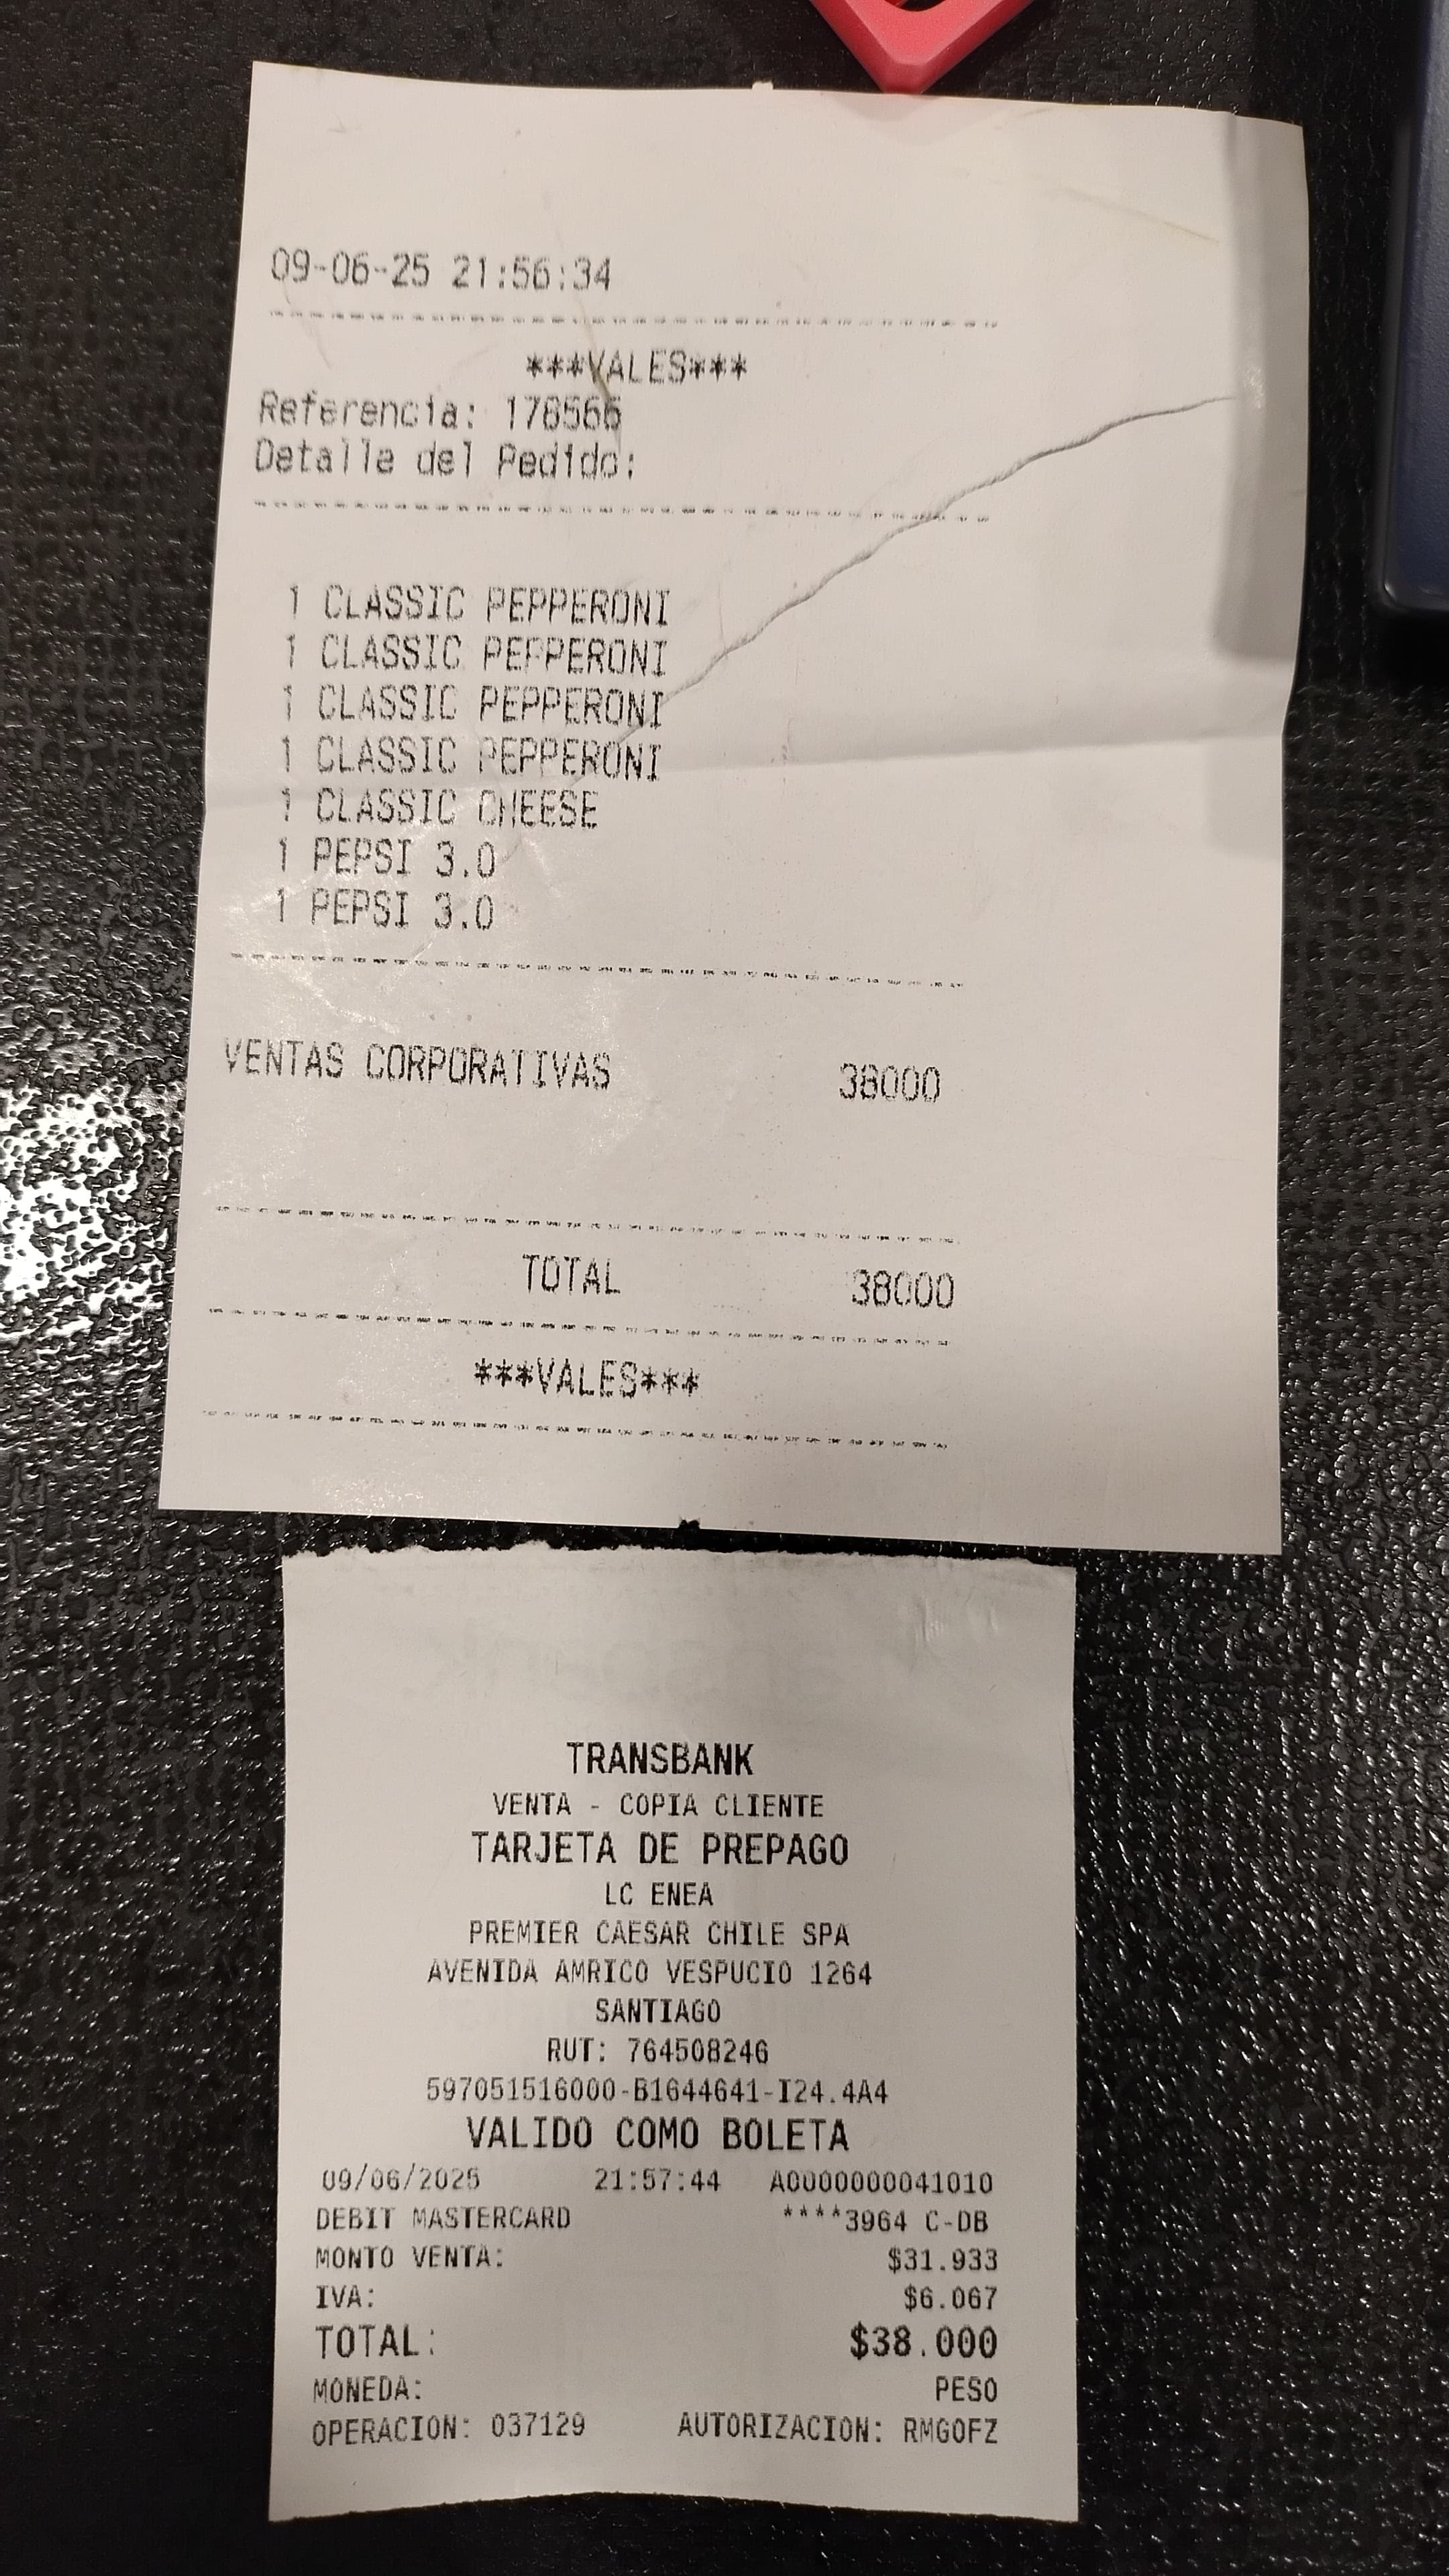 09-06-25 21:56:34
***VALES***
Referencia: 178566
Detalle del Pedido:
1 CLASSIC PEPPERONI
1 CLASSIC PEPPERONI
1 CLASSIC PEPPERONI
1 CLASSIC PEPPERONI
1 CLASSIC CHEESE
1 PEPSI 3.0
1 PEPSI 3.0
VENTAS CORPORATIVAS 38000
TOTAL 38000
***VALES***
TRANSBANK
VENTA - COPIA CLIENTE
TARJETA DE PREPAGO
LC ENEA
PREMIER CAESAR CHILE SPA
AVENIDA AMRICO VESPUCIO 1264
SANTIAGO
RUT: 764508246
597051516000-B1644641-I24.4A4
VALIDO COMO BOLETA
09/06/2025 21:57:44 A0000000041010
DEBIT MASTERCARD ****3964 C-DB
MONTO VENTA: $31.933
IVA: $6.067
TOTAL: $38.000
MONEDA: PESO
OPERACION: 037129 AUTORIZACION: RMGOFZ